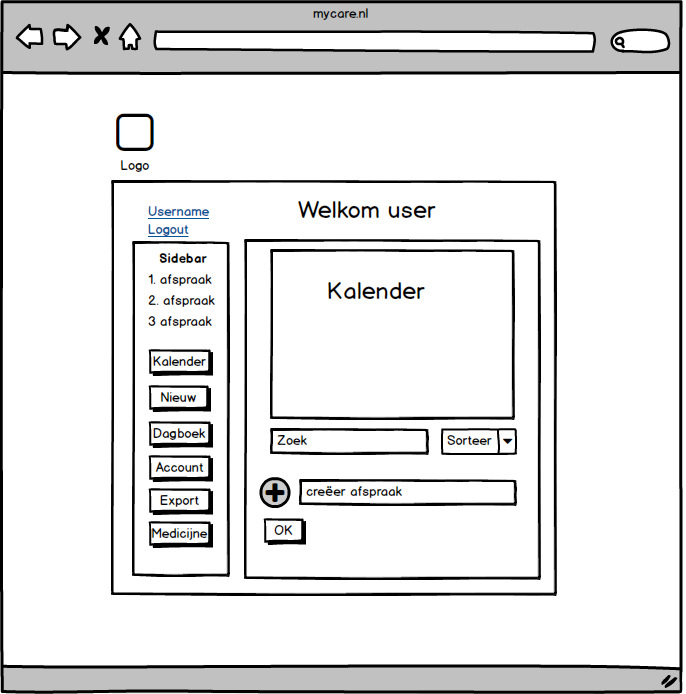 mycare.nl
Logo
Username
Logout
Welkom user
Sidebar
1. afspraak
2. afspraak
3 afspraak
Kalender
Nieuw
Dagboek
Account
Export
Medicijne
Kalender
Zoek
Sorteer
creëer afspraak
OK